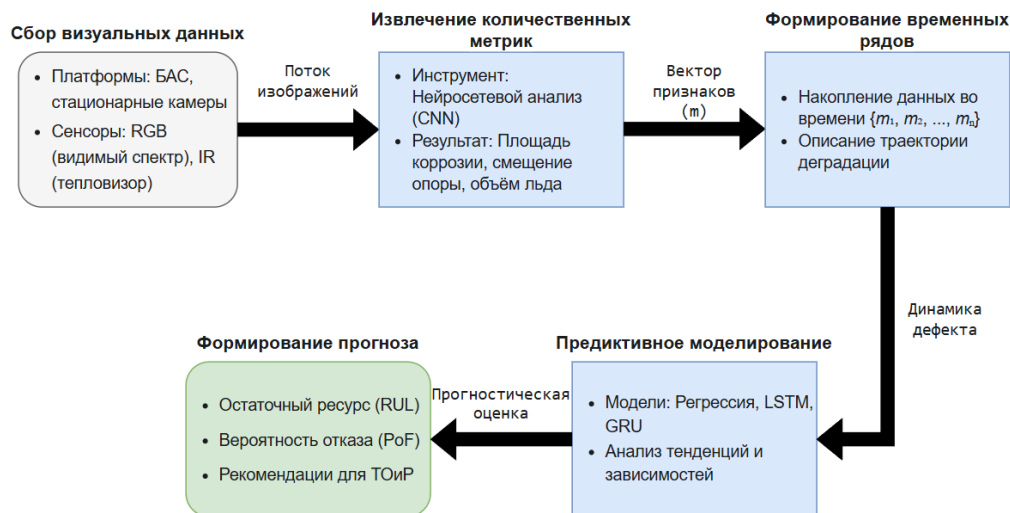 Сбор визуальных данных
• Платформы: БАС,
стационарные камеры
• Сенсоры: RGB
(видимый спектр), IR
(тепловизор)
Поток
изображений
Извлечение количественных
метрик
• Инструмент:
Нейросетевой анализ
(CNN)
• Результат: Площадь
коррозии, смещение
опоры, объём льда
Вектор
признаков
(m)
Формирование временных
рядов
• Накопление данных во
времени {m₁, m₂, ..., mₙ}
• Описание траектории
деградации
Динамика
дефекта
Предиктивное моделирование
• Модели: Регрессия, LSTM,
GRU
• Анализ тенденций и
зависимостей
Прогностическая
оценка
Формирование прогноза
• Остаточный ресурс (RUL)
• Вероятность отказа (PoF)
• Рекомендации для ТОиР